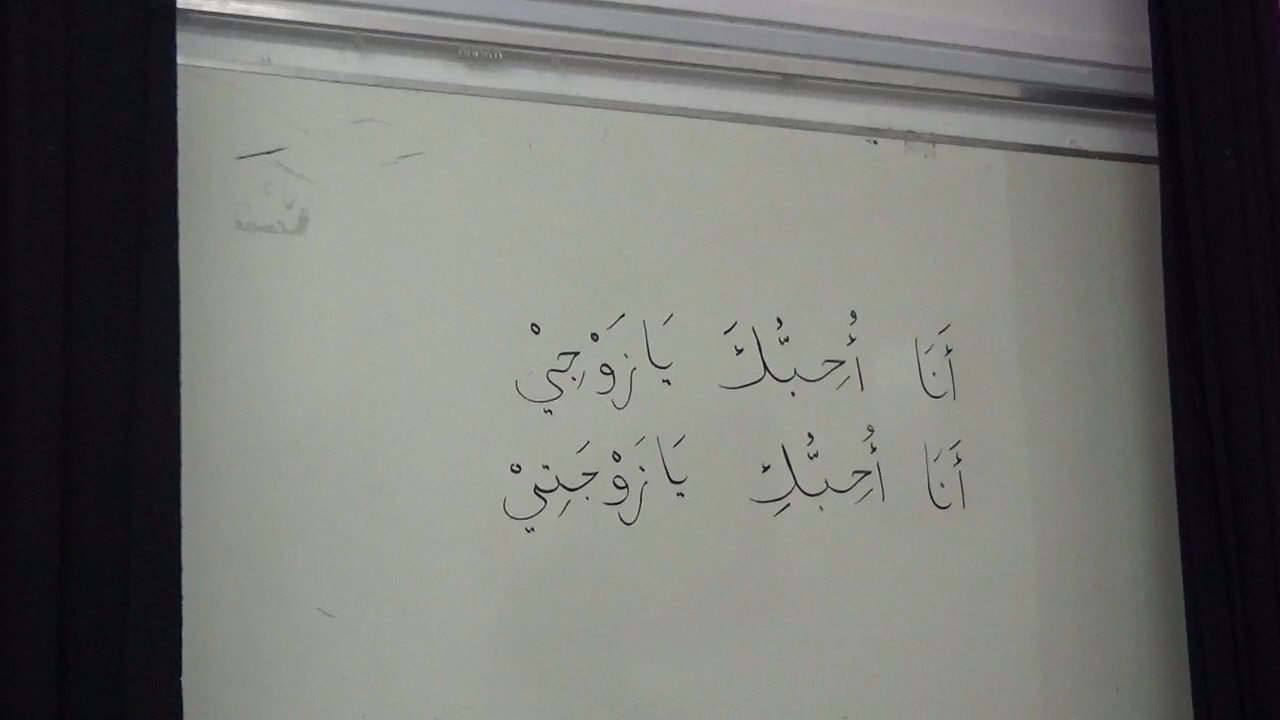 أَنَا أُحِبُّكَ يَا زَوْجِيْ
أَنَا أُحِبُّكِ يَا زَوْجَتِيْ